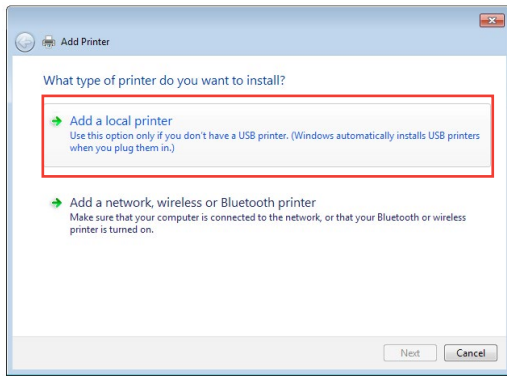 Add Printer
What type of printer do you want to install?
Add a local printer
Use this option only if you don't have a USB printer. (Windows automatically installs USB printers
when you plug them in.)
Add a network, wireless or Bluetooth printer
Make sure that your computer is connected to the network, or that your Bluetooth or wireless
printer is turned on.
Next
Cancel